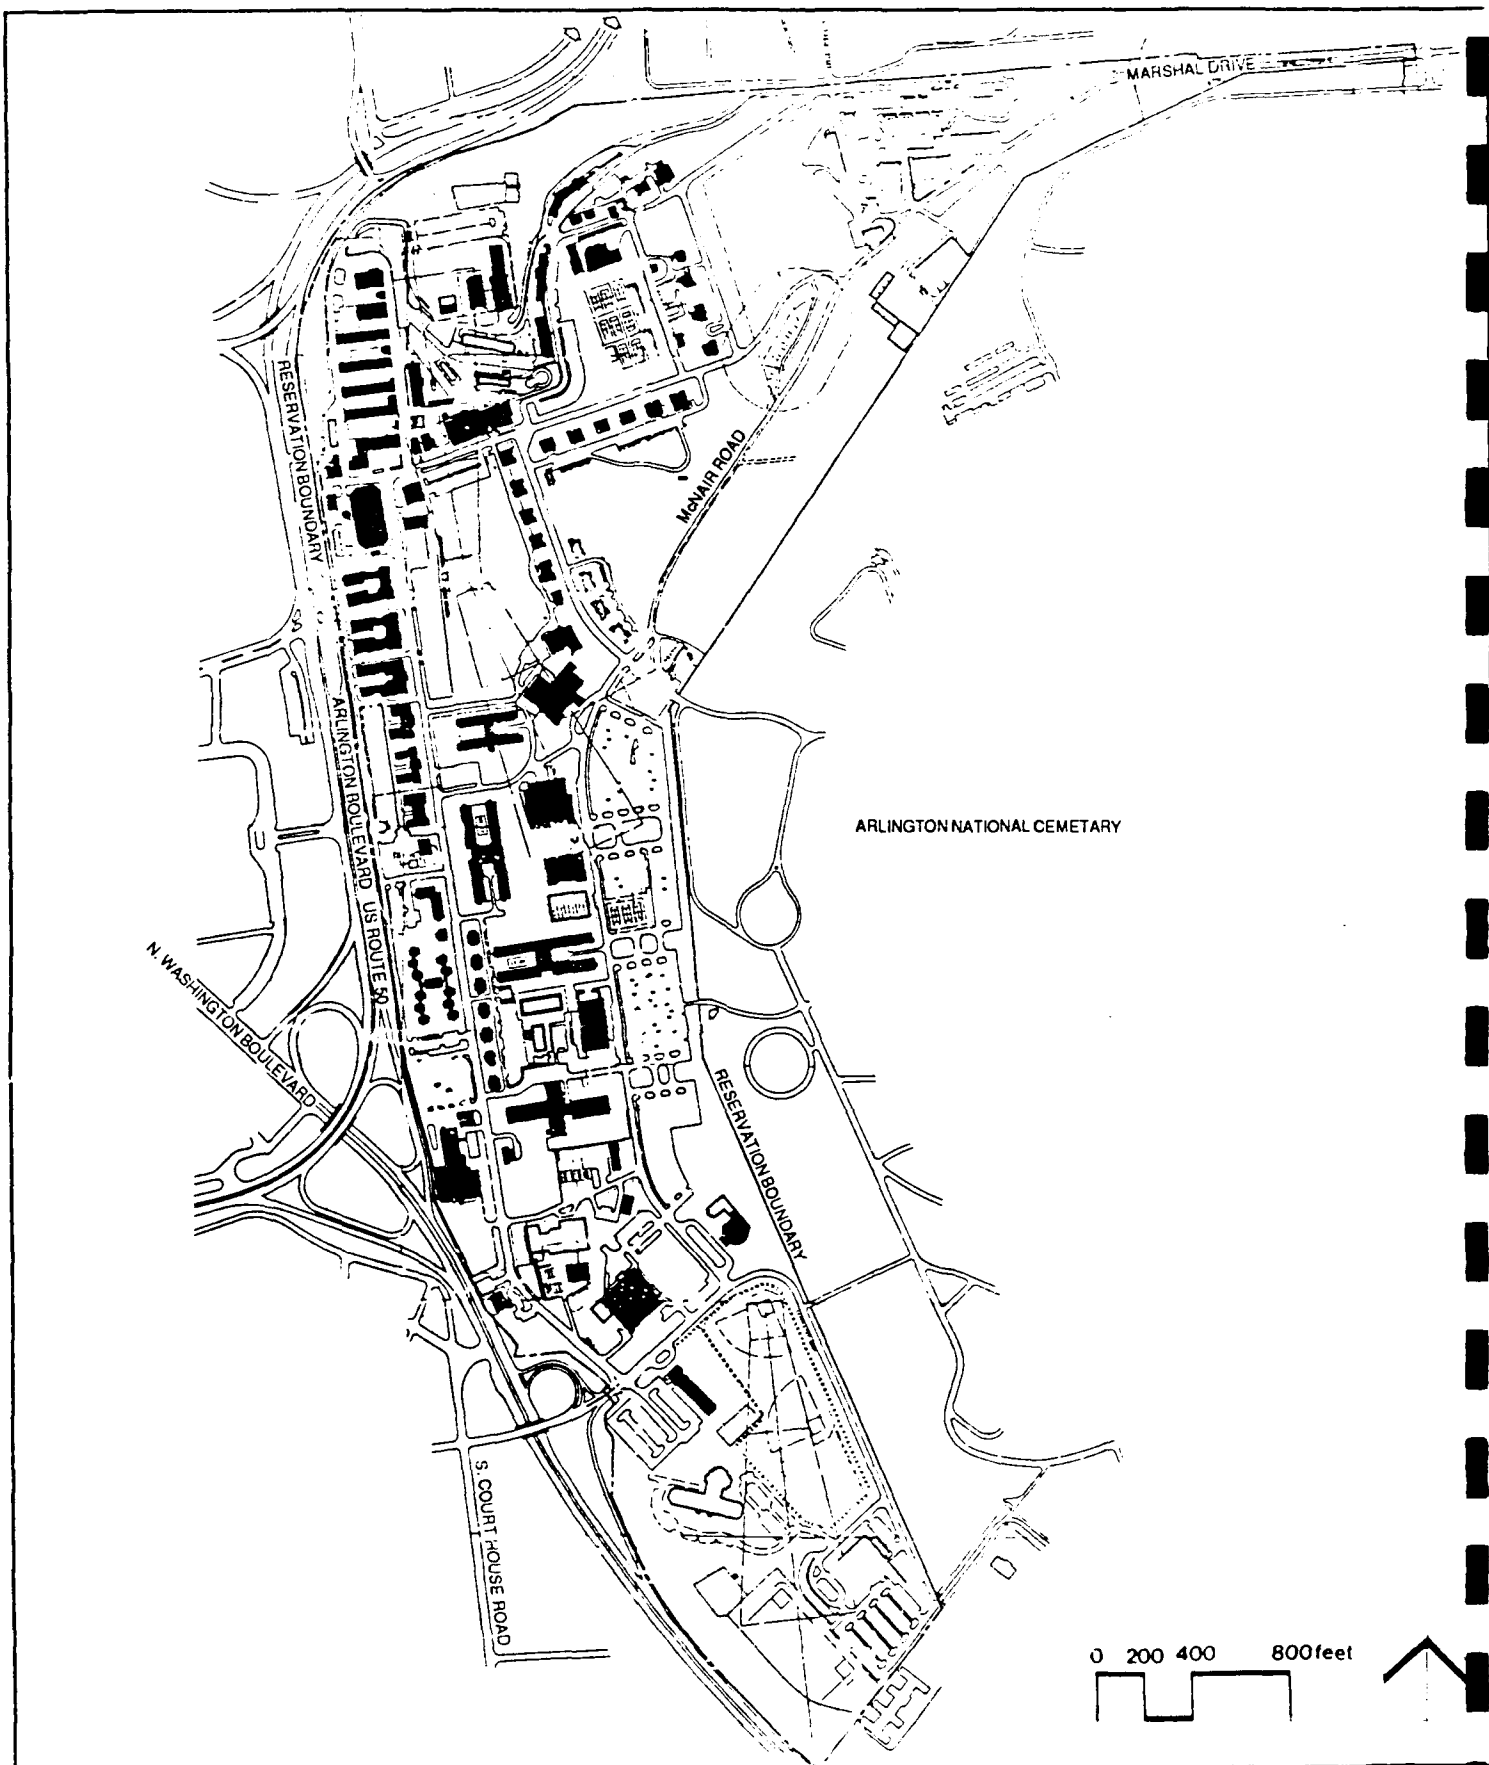 MARSHAL DRIVE
RESERVATION BOUNDARY
McNAIR ROAD
ARLINGTON BOULEVARD US ROUTE 50
50
ARLINGTON NATIONAL CEMETARY
N. WASHINGTON BOULEVARD
RESERVATION BOUNDARY
S. COURT HOUSE ROAD
0 200 400 800 feet